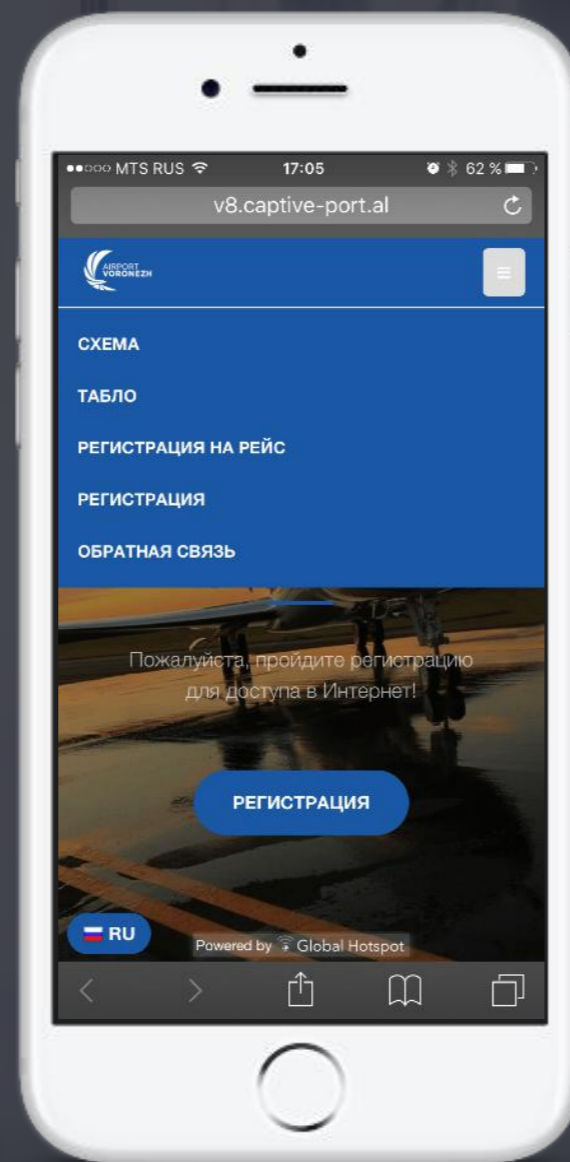 MTS RUS 17:05 62 %
v8.captive-port.al
AIRPORT
VORONEZH
СХЕМА
ТАБЛО
РЕГИСТРАЦИЯ НА РЕЙС
РЕГИСТРАЦИЯ
ОБРАТНАЯ СВЯЗЬ
Пожалуйста, пройдите регистрацию
для доступа в Интернет!
РЕГИСТРАЦИЯ
RU
Powered by Global Hotspot